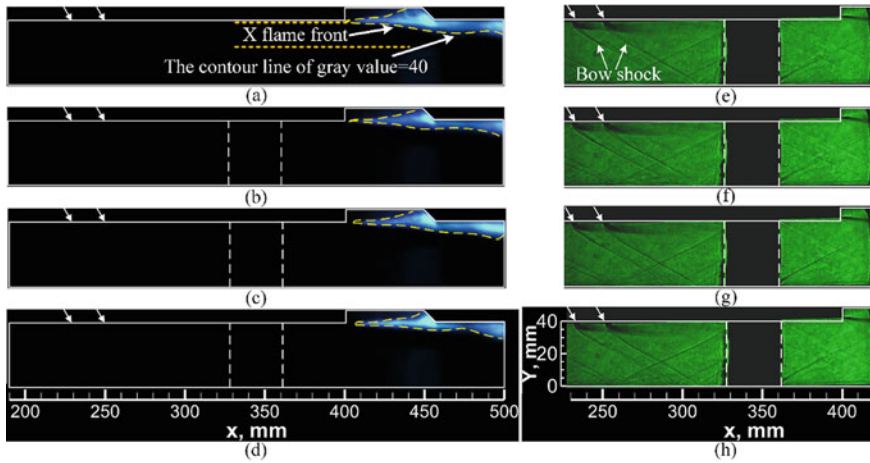 X flame front
The contour line of gray value=40
(a)
(b)
(c)
200 250 300 350 400 450 500
x, mm
(d)
Bow shock
(e)
(f)
(g)
40
20
0
Y, mm
250 300 350 400
x, mm
(h)